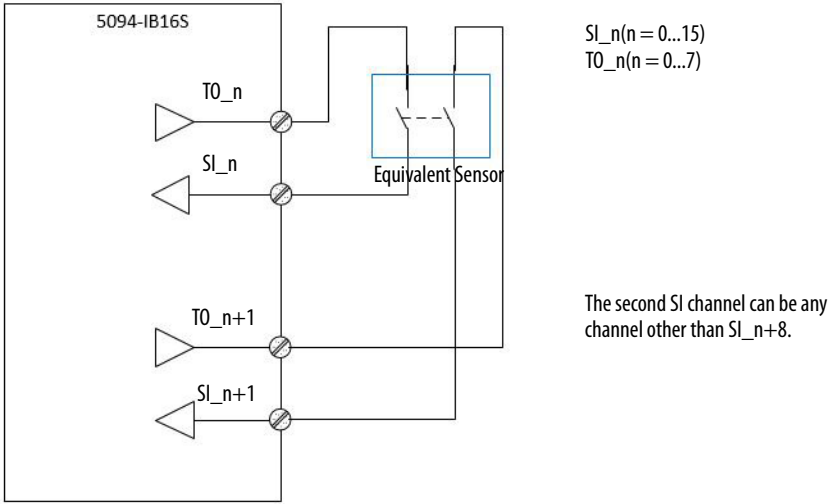 5094-IB16S
SI_n(n = 0...15)
TO_n(n = 0...7)
TO_n
SI_n
Equivalent Sensor
TO_n+1
The second SI channel can be any
channel other than SI_n+8.
SI_n+1